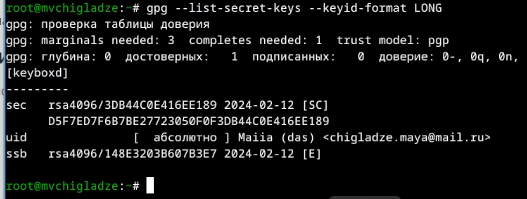 root@mvchigladze:~# gpg --list-secret-keys --keyid-format LONG
gpg: проверка таблицы доверия
gpg: marginals needed: 3  completes needed: 1  trust model: pgp
gpg: глубина: 0  достоверных:   1  подписанных:   0  доверие: 0-, 0q, 0n,
[keyboxd]
---------
sec   rsa4096/3DB44C0E416EE189 2024-02-12 [SC]
      D5F7ED7F6B7BE27723050F0F3DB44C0E416EE189
uid              [  абсолютно ] Maiia (das) <chigladze.maya@mail.ru>
ssb   rsa4096/148E3203B607B3E7 2024-02-12 [E]
root@mvchigladze:~#